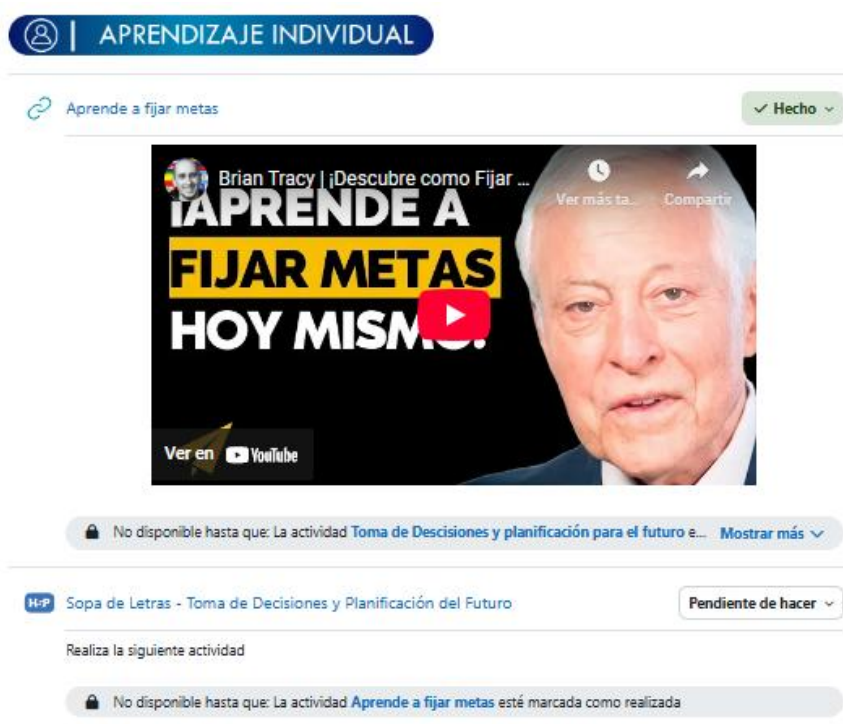 APRENDIZAJE INDIVIDUAL
Aprende a fijar metas
Hecho
Brian Tracy | ¡Descubre como Fijar ...
Ver más ta...
Compartir
¡APRENDE A
FIJAR METAS
HOY MISMO!
Ver en YouTube
No disponible hasta que: La actividad Toma de Descisiones y planificación para el futuro e... Mostrar más
H-P Sopa de Letras - Toma de Decisiones y Planificación del Futuro
Pendiente de hacer
Realiza la siguiente actividad
No disponible hasta que: La actividad Aprende a fijar metas esté marcada como realizada